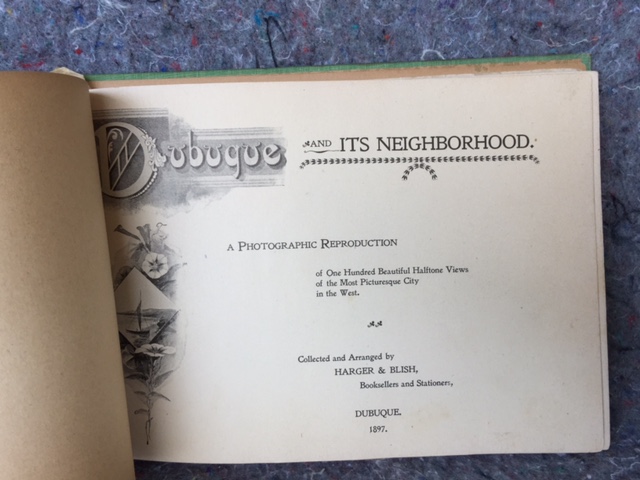 Dubuque AND ITS NEIGHBORHOOD.
A PHOTOGRAPHIC REPRODUCTION
of One Hundred Beautiful Halftone Views
of the Most Picturesque City
in the West.
Collected and Arranged by
HARGER & BLISH,
Booksellers and Stationers,
DUBUQUE.
1897.